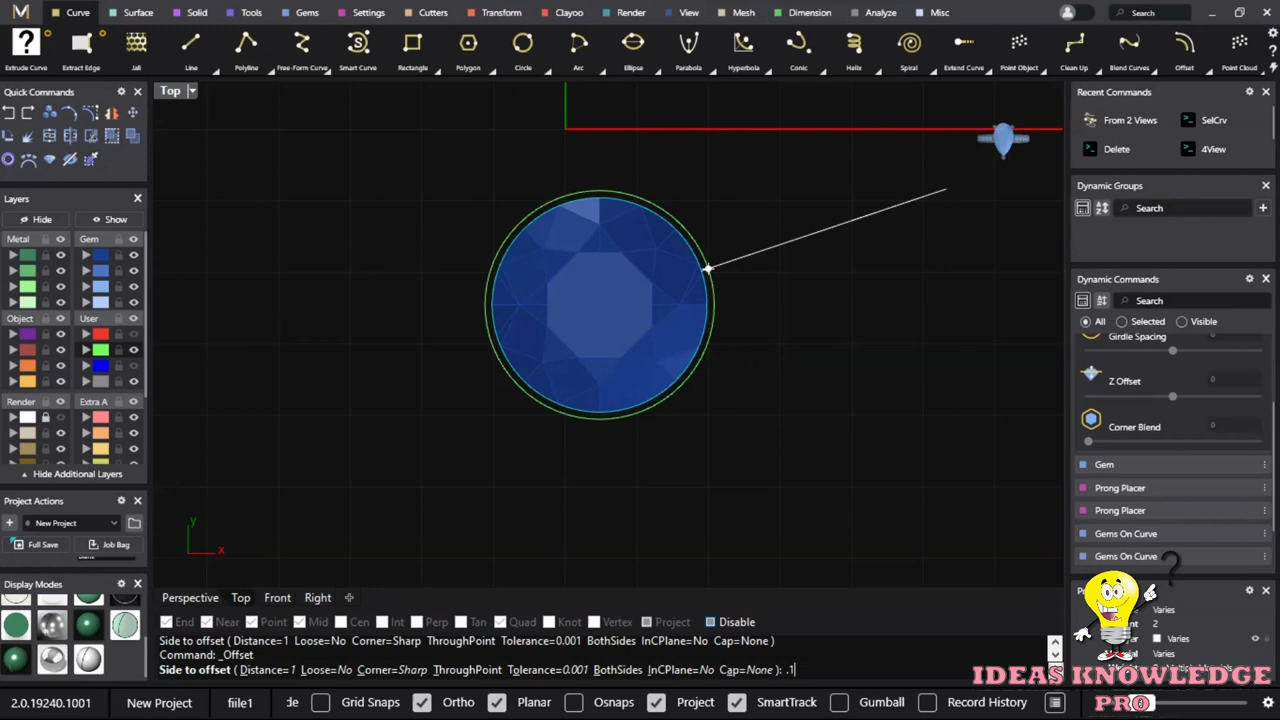 Curve Surface Solid Tools Gems Settings Cutters Transform Clayoo Render View Mesh Dimension Analyze Misc Search
Extrude Curve Extract Edge Jall Line Polyline Free-Form Curve Smart Curve Rectangle Polygon Circle Arc Ellipse Parabola Hyperbola Conic Helix Spiral Extend Curve Point Object Clean Up Blend Curves Offset Point Cloud
Quick Commands
Top
Recent Commands
From 2 Views SelCrv
Delete 4View
Layers
Hide Show
Metal Gem
Object User
Render Extra A
Hide Additional Layers
Dynamic Groups
Search
Dynamic Commands
Search
All Selected Visible
Girdle Spacing 0
Z Offset 0
Corner Blend 0
Gem
Prong Placer
Prong Placer
Gems On Curve
Gems On Curve
Project Actions
New Project
Full Save Job Bag
Display Modes
y
x
Perspective Top Front Right
End Near Point Mid Cen Int Perp Tan Quad Knot Vertex Project Disable
Side to offset ( Distance=1 Loose=No Corner=Sharp ThroughPoint Tolerance=0.001 BothSides InCPlane=No Cap=None )
Command: _Offset
Side to offset ( Distance=1 Loose=No Corner=Sharp ThroughPoint Tolerance=0.001 BothSides InCPlane=No Cap=None ): .1
Varies
2
Varies
?
IDEAS KNOWLEDGE
PRO
2.0.19240.1001 New Project fiile1 de Grid Snaps Ortho Planar Osnaps Project SmartTrack Gumball Record History